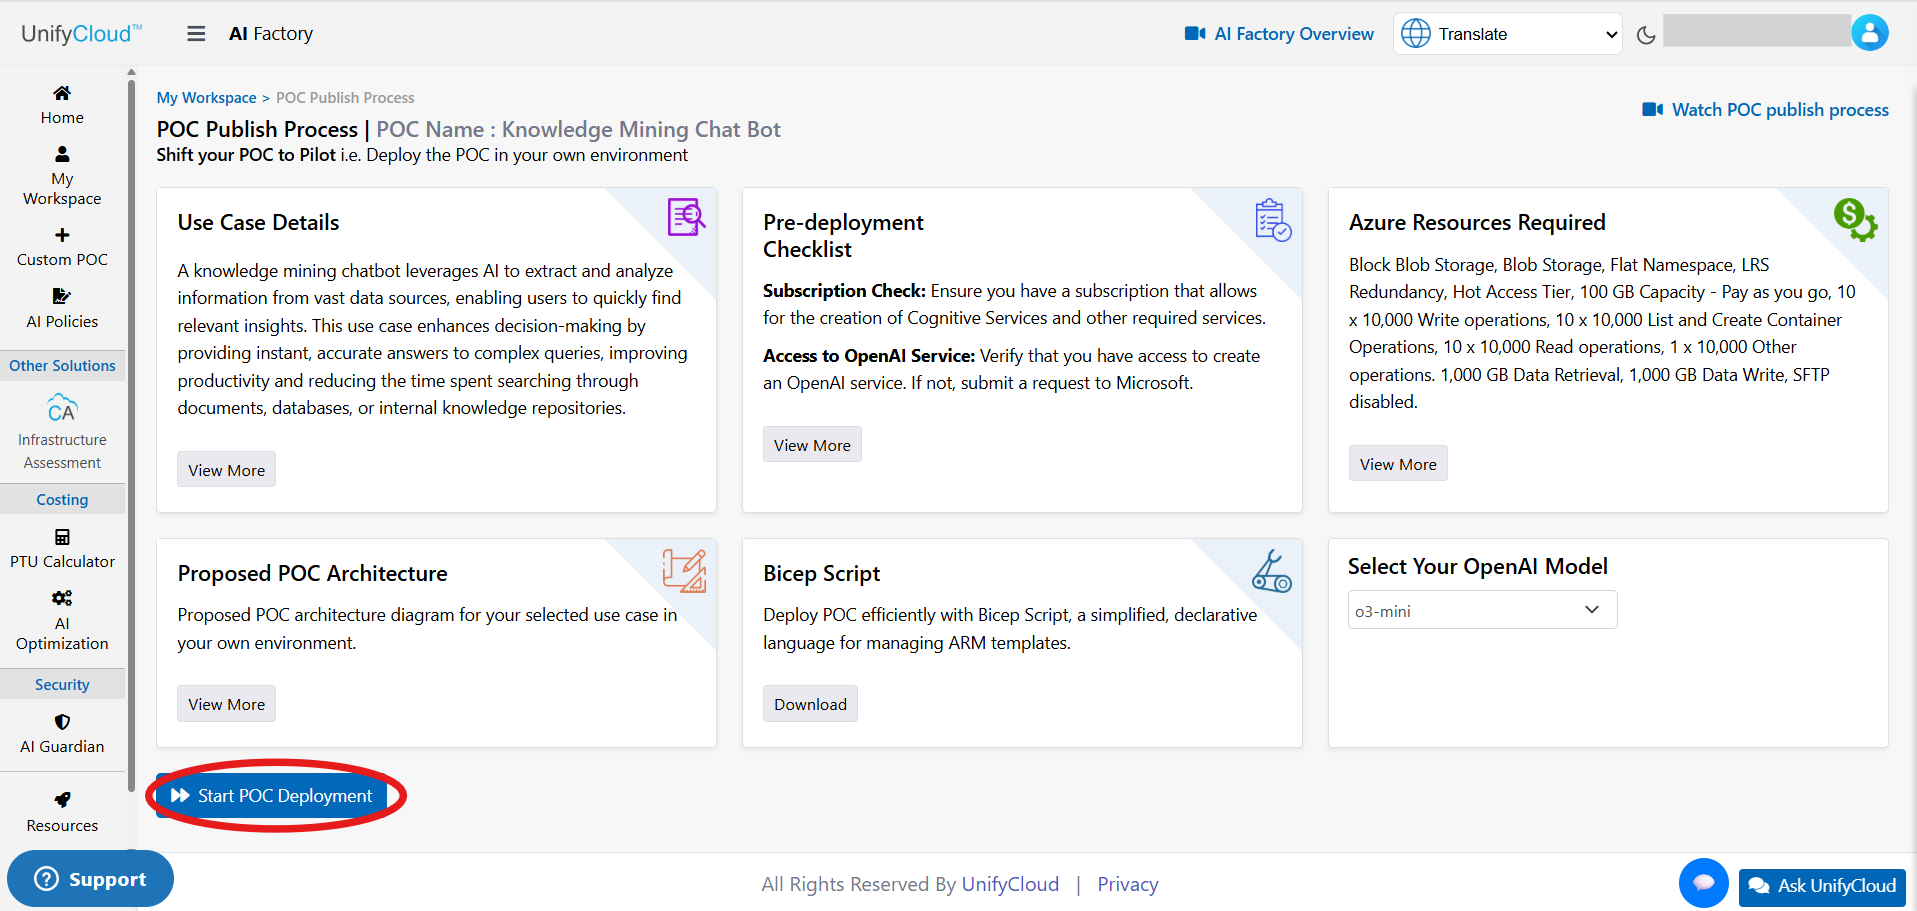 UnifyCloud™
AI Factory
AI Factory Overview
Translate
Home
My
Workspace
Custom POC
AI Policies
Other Solutions
CA
Infrastructure
Assessment
Costing
PTU Calculator
AI
Optimization
Security
AI Guardian
Resources
Support
My Workspace > POC Publish Process
POC Publish Process | POC Name : Knowledge Mining Chat Bot
Shift your POC to Pilot i.e. Deploy the POC in your own environment
Watch POC publish process
Use Case Details
A knowledge mining chatbot leverages AI to extract and analyze
information from vast data sources, enabling users to quickly find
relevant insights. This use case enhances decision-making by
providing instant, accurate answers to complex queries, improving
productivity and reducing the time spent searching through
documents, databases, or internal knowledge repositories.
View More
Pre-deployment
Checklist
Subscription Check: Ensure you have a subscription that allows
for the creation of Cognitive Services and other required services.
Access to OpenAI Service: Verify that you have access to create
an OpenAI service. If not, submit a request to Microsoft.
View More
Azure Resources Required
Block Blob Storage, Blob Storage, Flat Namespace, LRS
Redundancy, Hot Access Tier, 100 GB Capacity - Pay as you go, 10
x 10,000 Write operations, 10 x 10,000 List and Create Container
Operations, 10 x 10,000 Read operations, 1 x 10,000 Other
operations. 1,000 GB Data Retrieval, 1,000 GB Data Write, SFTP
disabled.
View More
Proposed POC Architecture
Proposed POC architecture diagram for your selected use case in
your own environment.
View More
Bicep Script
Deploy POC efficiently with Bicep Script, a simplified, declarative
language for managing ARM templates.
Download
Select Your OpenAI Model
o3-mini
Start POC Deployment
All Rights Reserved By UnifyCloud | Privacy
Ask UnifyCloud